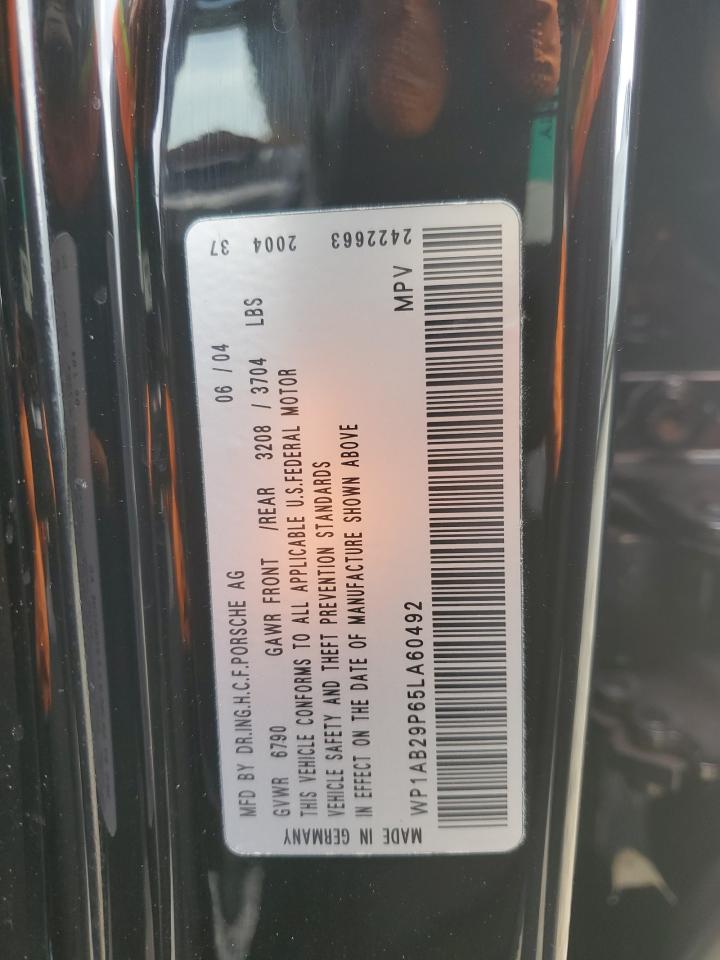 MFD BY DR.ING.H.C.F.PORSCHE AG 06 / 04
GVWR 6790 GAWR FRONT /REAR 3208 / 3704 LBS
THIS VEHICLE CONFORMS TO ALL APPLICABLE U.S.FEDERAL MOTOR
VEHICLE SAFETY AND THEFT PREVENTION STANDARDS
IN EFFECT ON THE DATE OF MANUFACTURE SHOWN ABOVE
WP1AB29P65LA60492 MPV
MADE IN GERMANY
37 2004 2422663